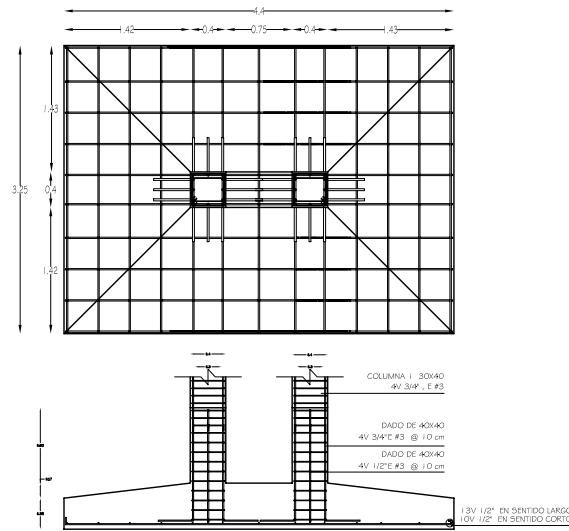 4.4
1.42 0.4 0.75 0.4 1.43
1.43
3.25 0.4
1.42
COLUMNA 1 30X40
4V 3/4", E #3
DADO DE 40X40
4V 3/4"E #3 @ 10 cm
DADO DE 40X40
4V 1/2"E #3 @ 10 cm
13V 1/2" EN SENTIDO LARGO
10V 1/2" EN SENTIDO CORTO